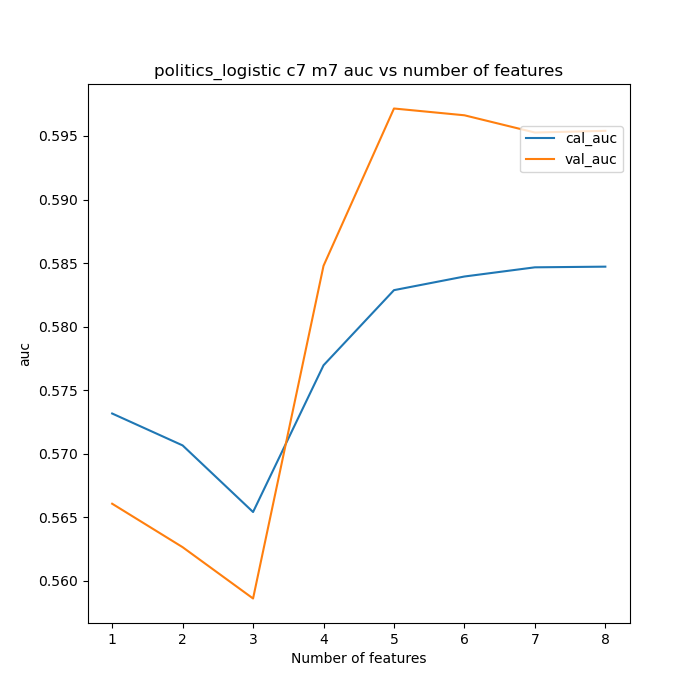 politics_logistic c7 m7 auc vs number of features
0.595
0.590
0.585
0.580
0.575
0.570
0.565
0.560
auc
cal_auc
val_auc
1 2 3 4 5 6 7 8
Number of features